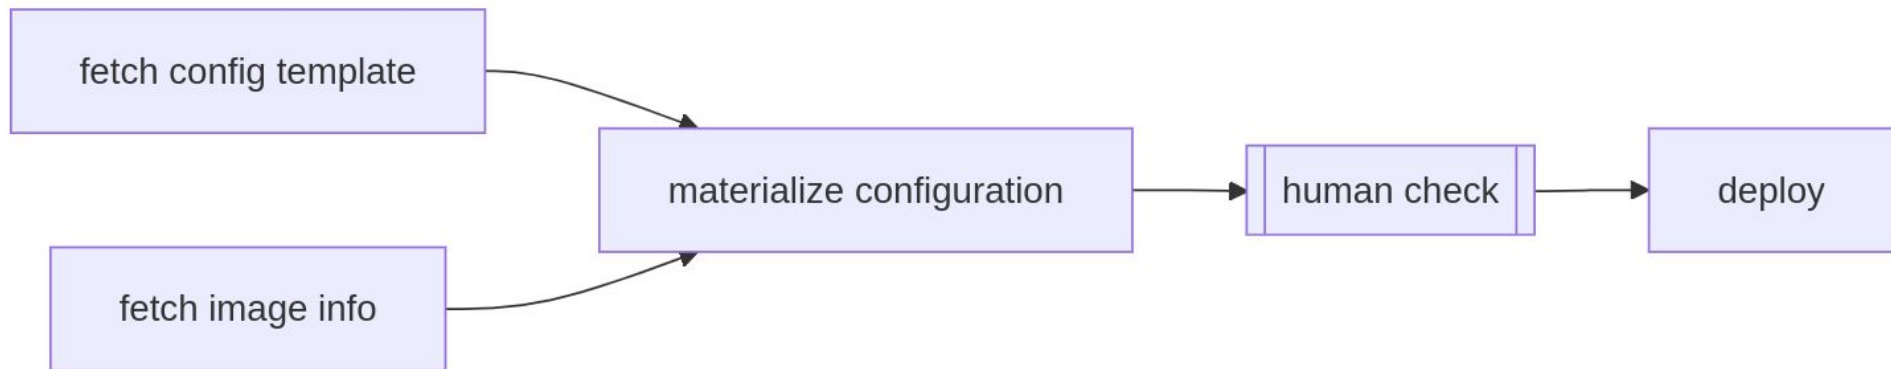 fetch config template
fetch image info
materialize configuration
human check
deploy